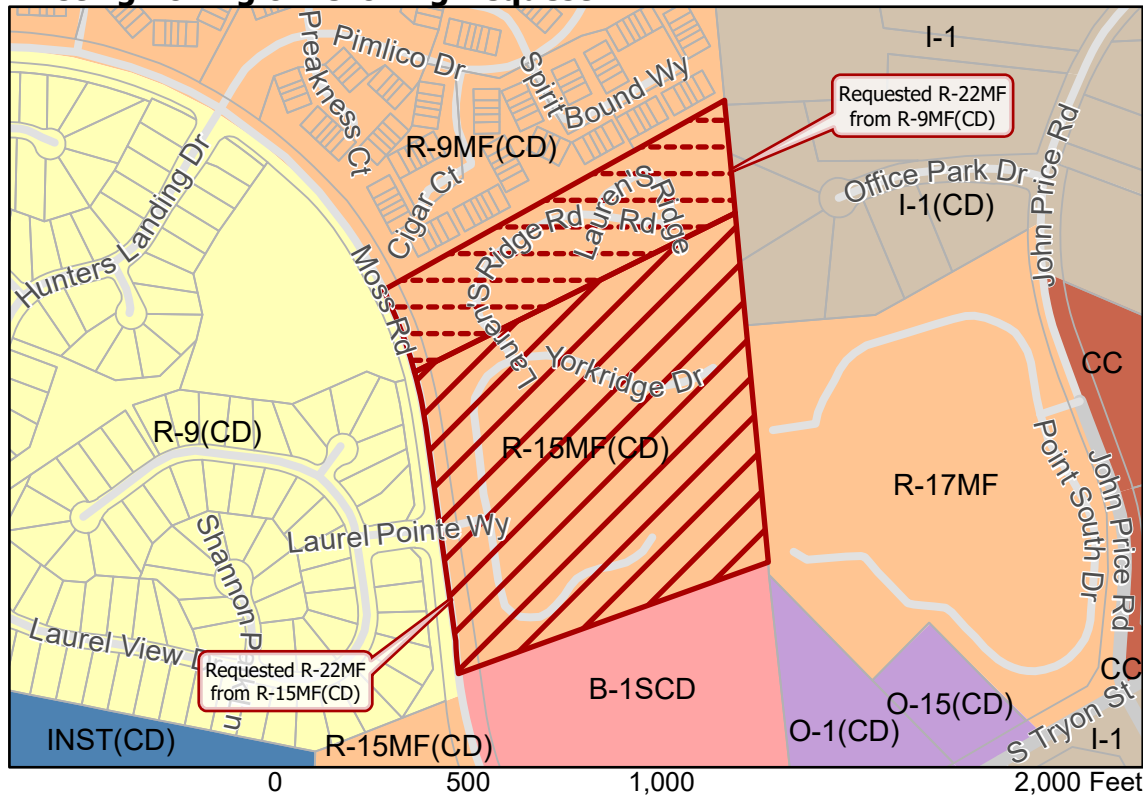 I-1
Pimlico Dr
Preakness Ct
Spirit
Bound Wy
Requested R-22MF
from R-9MF(CD)
John Price Rd
R-9MF(CD)
Hunters Landing Dr
Cigar Ct
Lauren'S
Ridge
Rd
Office Park Dr
I-1(CD)
Moss Rd
Laurens
Ridge Rd
Yorkridge Dr
CC
R-9(CD)
R-15MF(CD)
R-17MF
Point South Dr
John Price Rd
Shannon
Laurel Pointe Wy
Laurel View
Requested R-22MF
from R-15MF(CD)
B-1SCD
CC
O-15(CD)
O-1(CD)
S Tryon St
I-1
INST(CD)
R-15MF(CD)
0 500 1,000 2,000 Feet